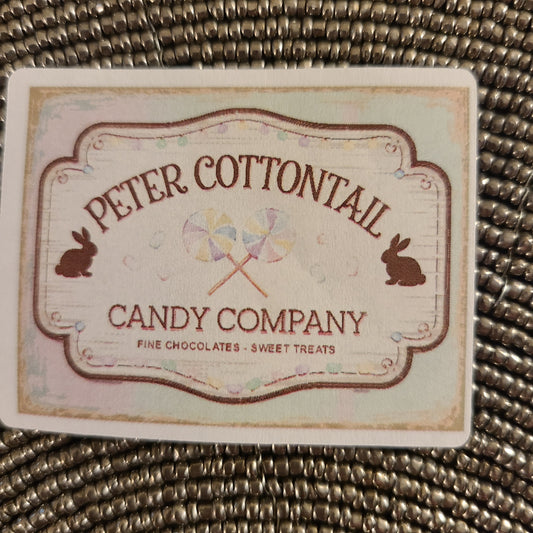 PETER COTTONTAIL
CANDY COMPANY
FINE CHOCOLATES - SWEET TREATS